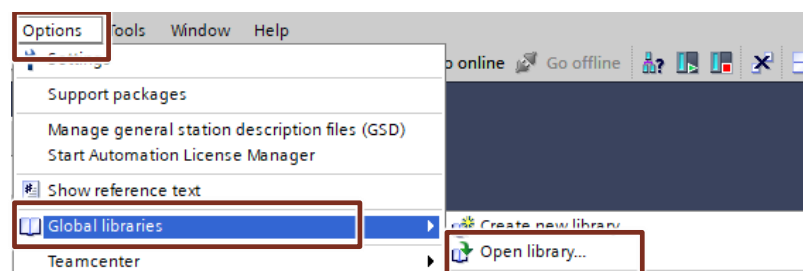 Options Tools Window Help
Settings
online Go offline
Support packages
Manage general station description files (GSD)
Start Automation License Manager
Show reference text
Global libraries
Create new library
Open library...
Teamcenter